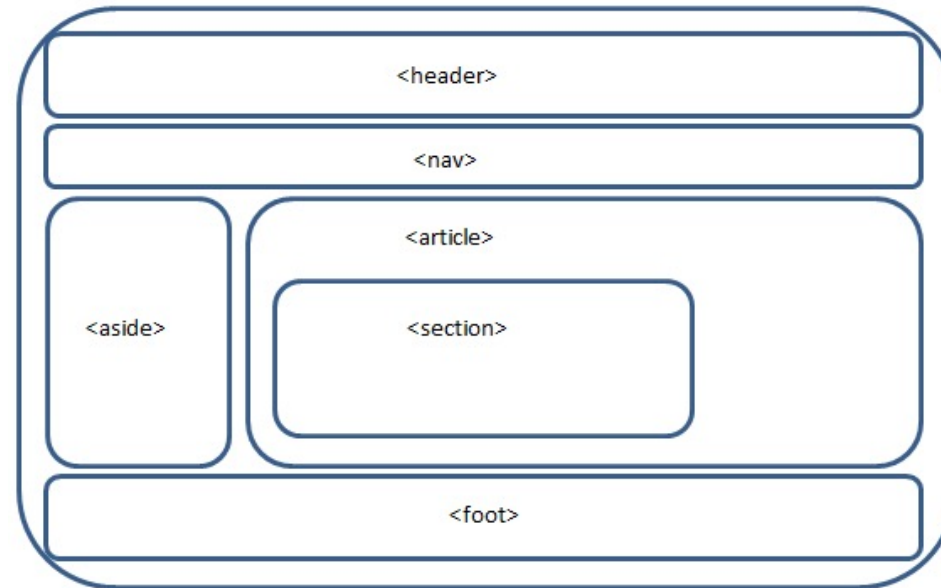 <header>
<nav>
<article>
<aside>
<section>
<foot>